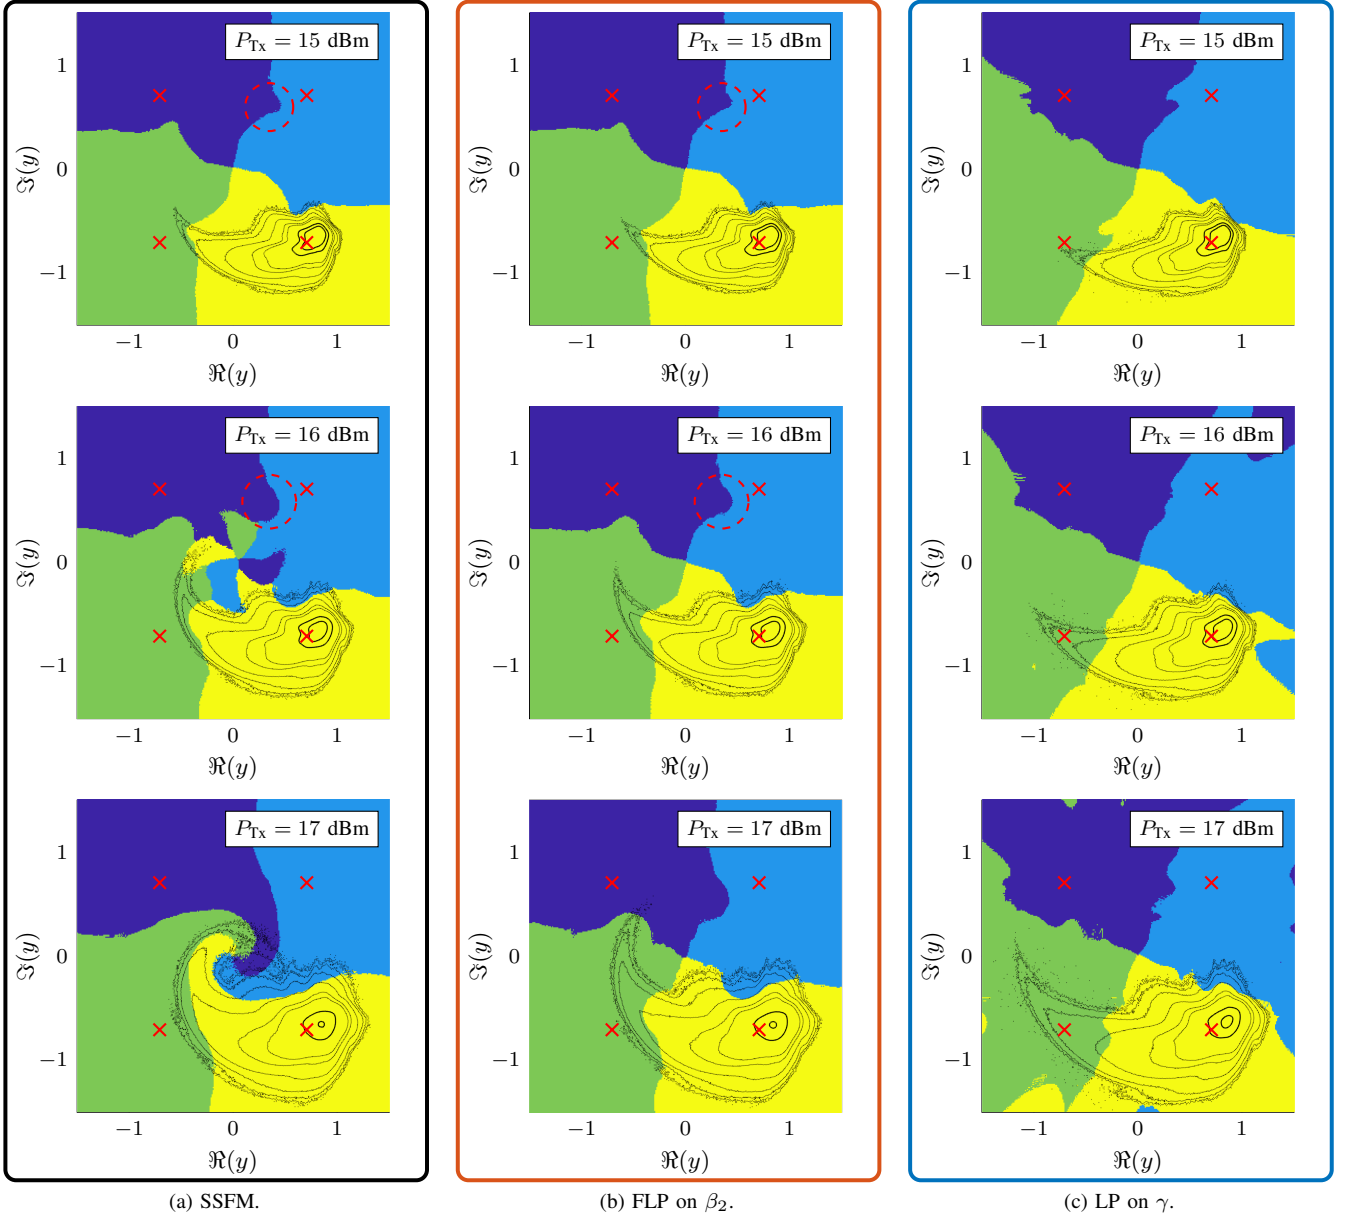 P_Tx = 15 dBm
P_Tx = 15 dBm
P_Tx = 15 dBm
1
0
−1
ℑ(y)
−1 0 1
ℜ(y)
1
0
−1
ℑ(y)
−1 0 1
ℜ(y)
1
0
−1
ℑ(y)
−1 0 1
ℜ(y)
P_Tx = 16 dBm
P_Tx = 16 dBm
P_Tx = 16 dBm
1
0
−1
ℑ(y)
−1 0 1
ℜ(y)
1
0
−1
ℑ(y)
−1 0 1
ℜ(y)
1
0
−1
ℑ(y)
−1 0 1
ℜ(y)
P_Tx = 17 dBm
P_Tx = 17 dBm
P_Tx = 17 dBm
1
0
−1
ℑ(y)
−1 0 1
ℜ(y)
1
0
−1
ℑ(y)
−1 0 1
ℜ(y)
1
0
−1
ℑ(y)
−1 0 1
ℜ(y)
(a) SSFM.
(b) FLP on β₂.
(c) LP on γ.